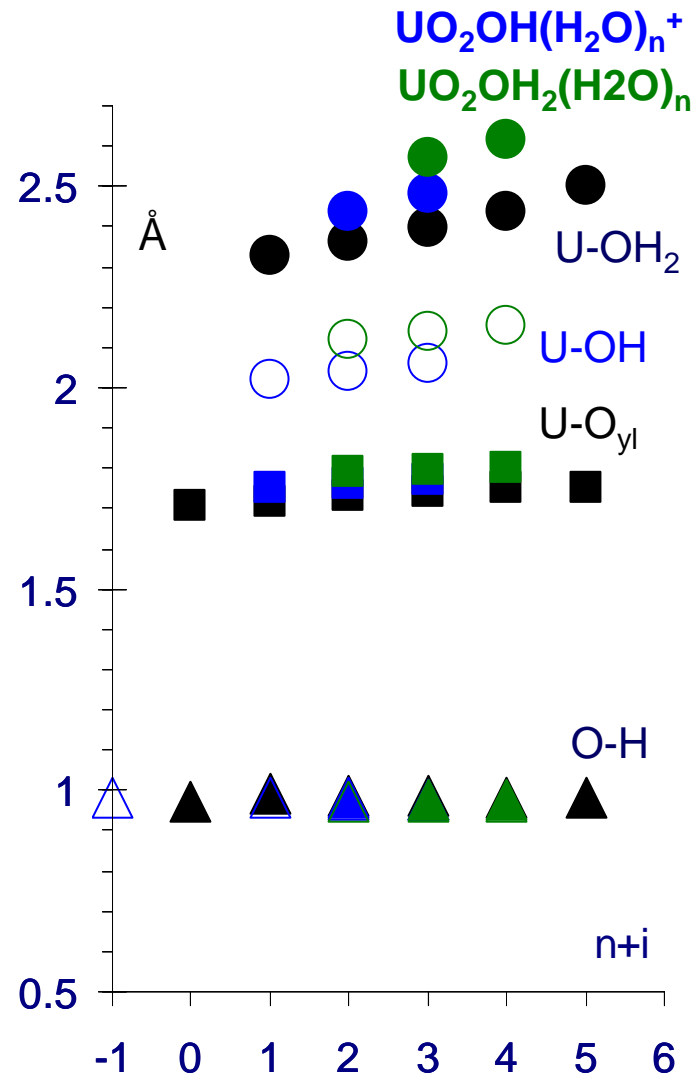 UO₂OH(H₂O)ₙ⁺
UO₂OH₂(H2O)ₙ
2.5
Å
U-OH₂
U-OH
2
U-Oyl
1.5
O-H
1
n+i
0.5
-1 0 1 2 3 4 5 6